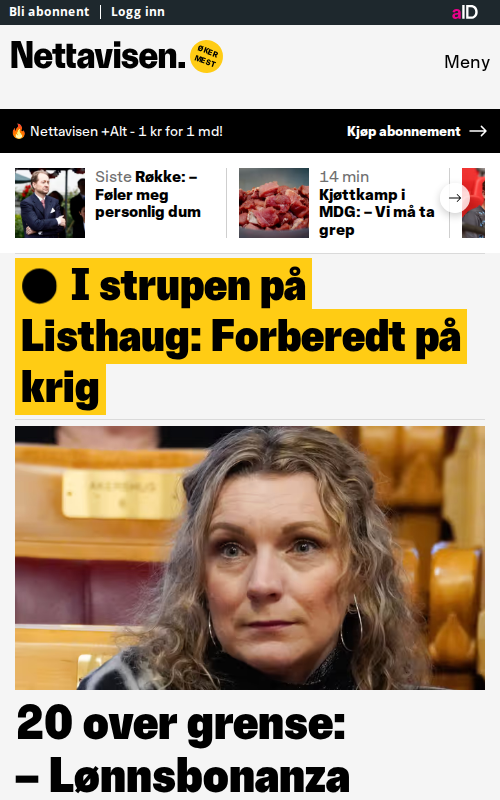 Bli abonnent Logg inn aID
Nettavisen. ØKER MEST
Meny
Nettavisen +Alt - 1 kr for 1 md! Kjøp abonnement
Siste Røkke: –
Føler meg
personlig dum
14 min
Kjøttkamp i
MDG: – Vi må ta
grep
I strupen på
Listhaug: Forberedt på
krig
AKERSHUS
6
20 over grense:
– Lønnsbonanza